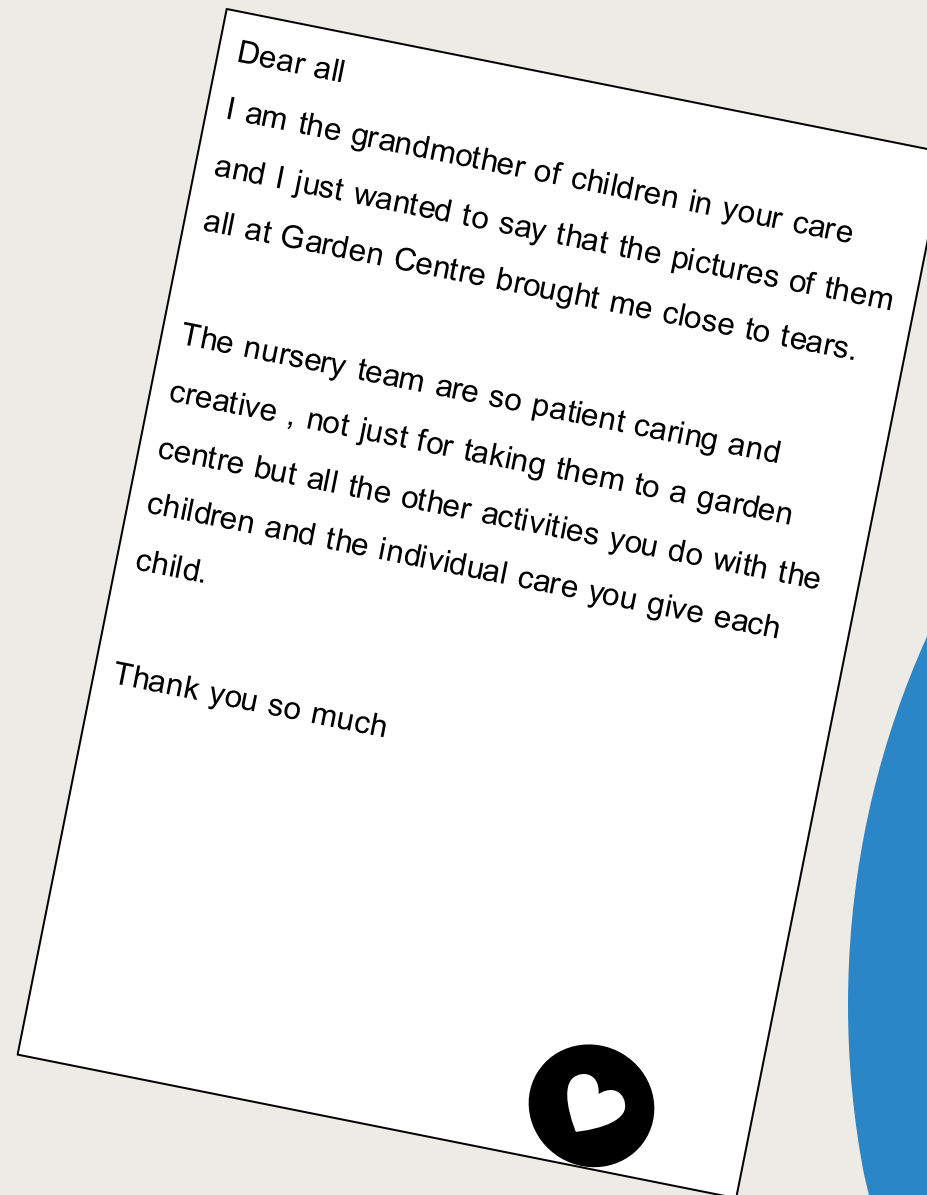 Dear all
I am the grandmother of children in your care
and I just wanted to say that the pictures of them
all at Garden Centre brought me close to tears.
The nursery team are so patient caring and
creative , not just for taking them to a garden
centre but all the other activities you do with the
children and the individual care you give each
child.
Thank you so much